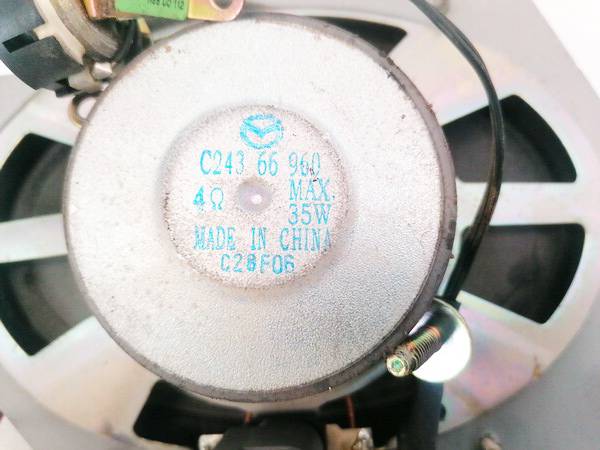 C243 66 960
4Ω MAX.
35W
MADE IN CHINA
C28F06